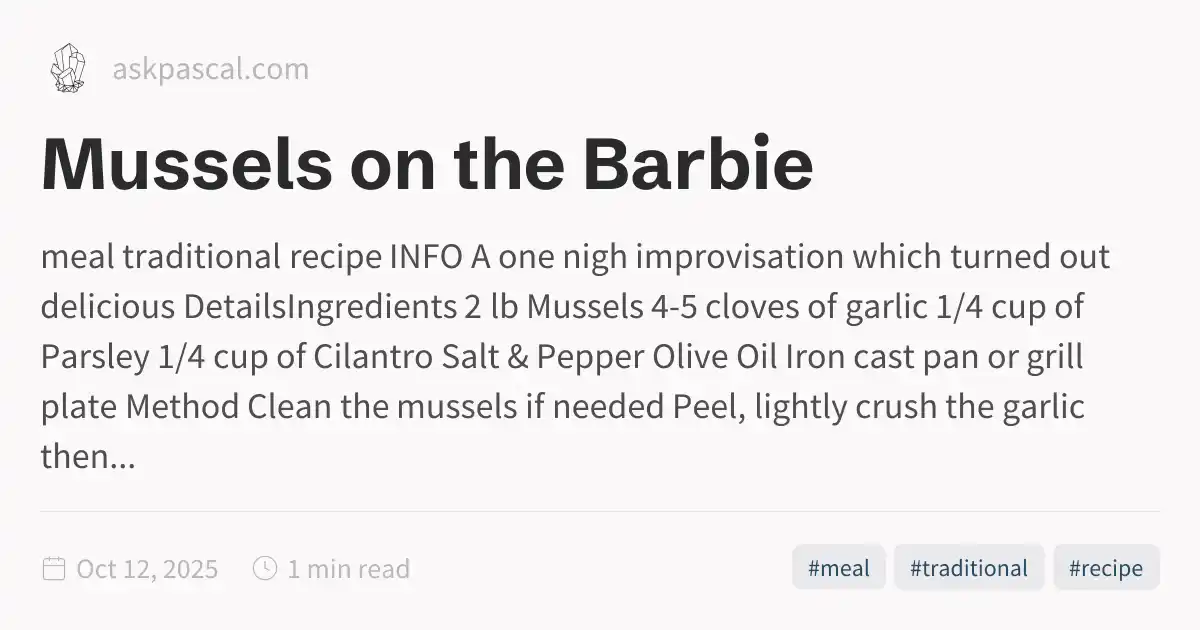 askpascal.com
Mussels on the Barbie
meal traditional recipe INFO A one nigh improvisation which turned out
delicious DetailsIngredients 2 lb Mussels 4-5 cloves of garlic 1/4 cup of
Parsley 1/4 cup of Cilantro Salt & Pepper Olive Oil Iron cast pan or grill
plate Method Clean the mussels if needed Peel, lightly crush the garlic
then...
Oct 12, 2025 1 min read #meal #traditional #recipe